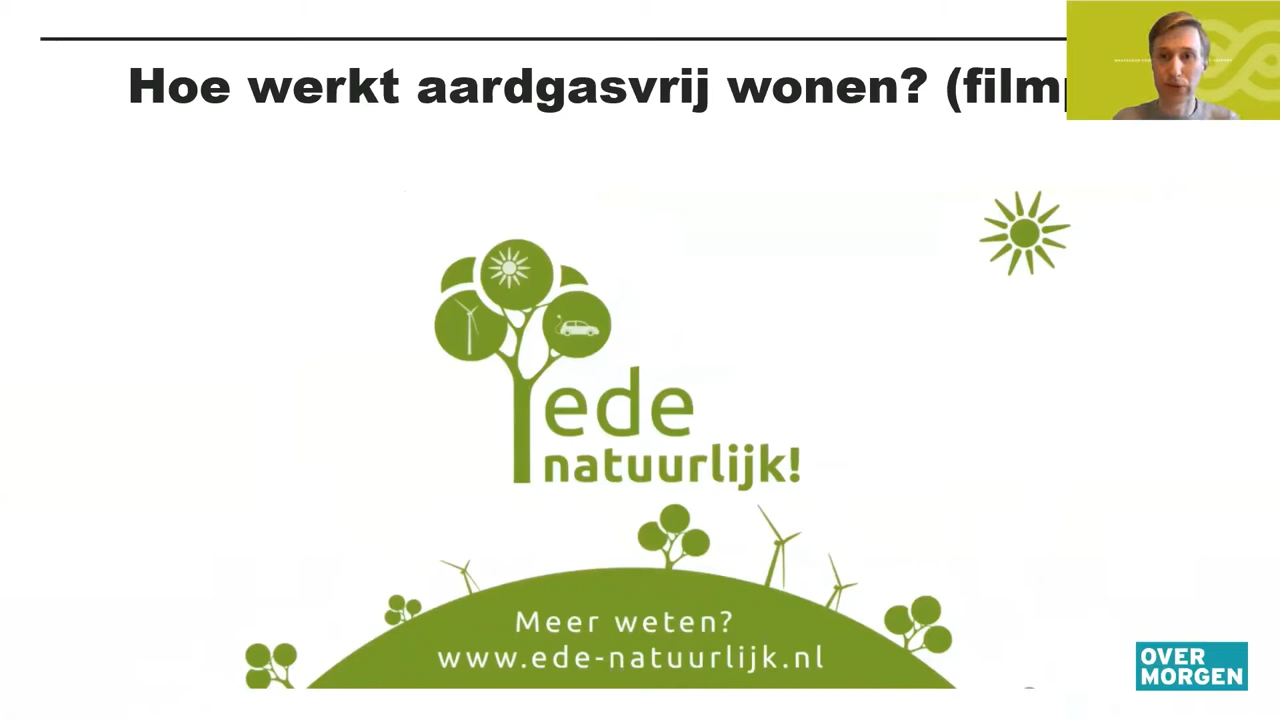 Hoe werkt aardgasvrij wonen? (film
ede
natuurlijk!
Meer weten?
www.ede-natuurlijk.nl
OVER
MORGEN